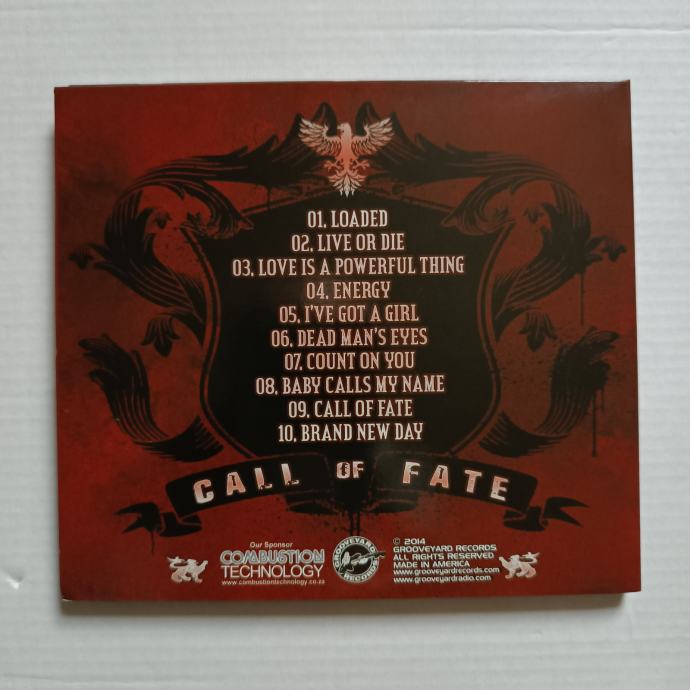 01. LOADED
02. LIVE OR DIE
03. LOVE IS A POWERFUL THING
04. ENERGY
05. I'VE GOT A GIRL
06. DEAD MAN'S EYES
07. COUNT ON YOU
08. BABY CALLS MY NAME
09. CALL OF FATE
10. BRAND NEW DAY
CALL OF FATE
Our Sponsor
COMBUSTION
TECHNOLOGY
www.combustiontechnology.co.za
GROOVEYARD
RECORDS
© 2014
GROOVEYARD RECORDS
ALL RIGHTS RESERVED
MADE IN AMERICA
www.grooveyardrecords.com
www.grooveyardradio.com